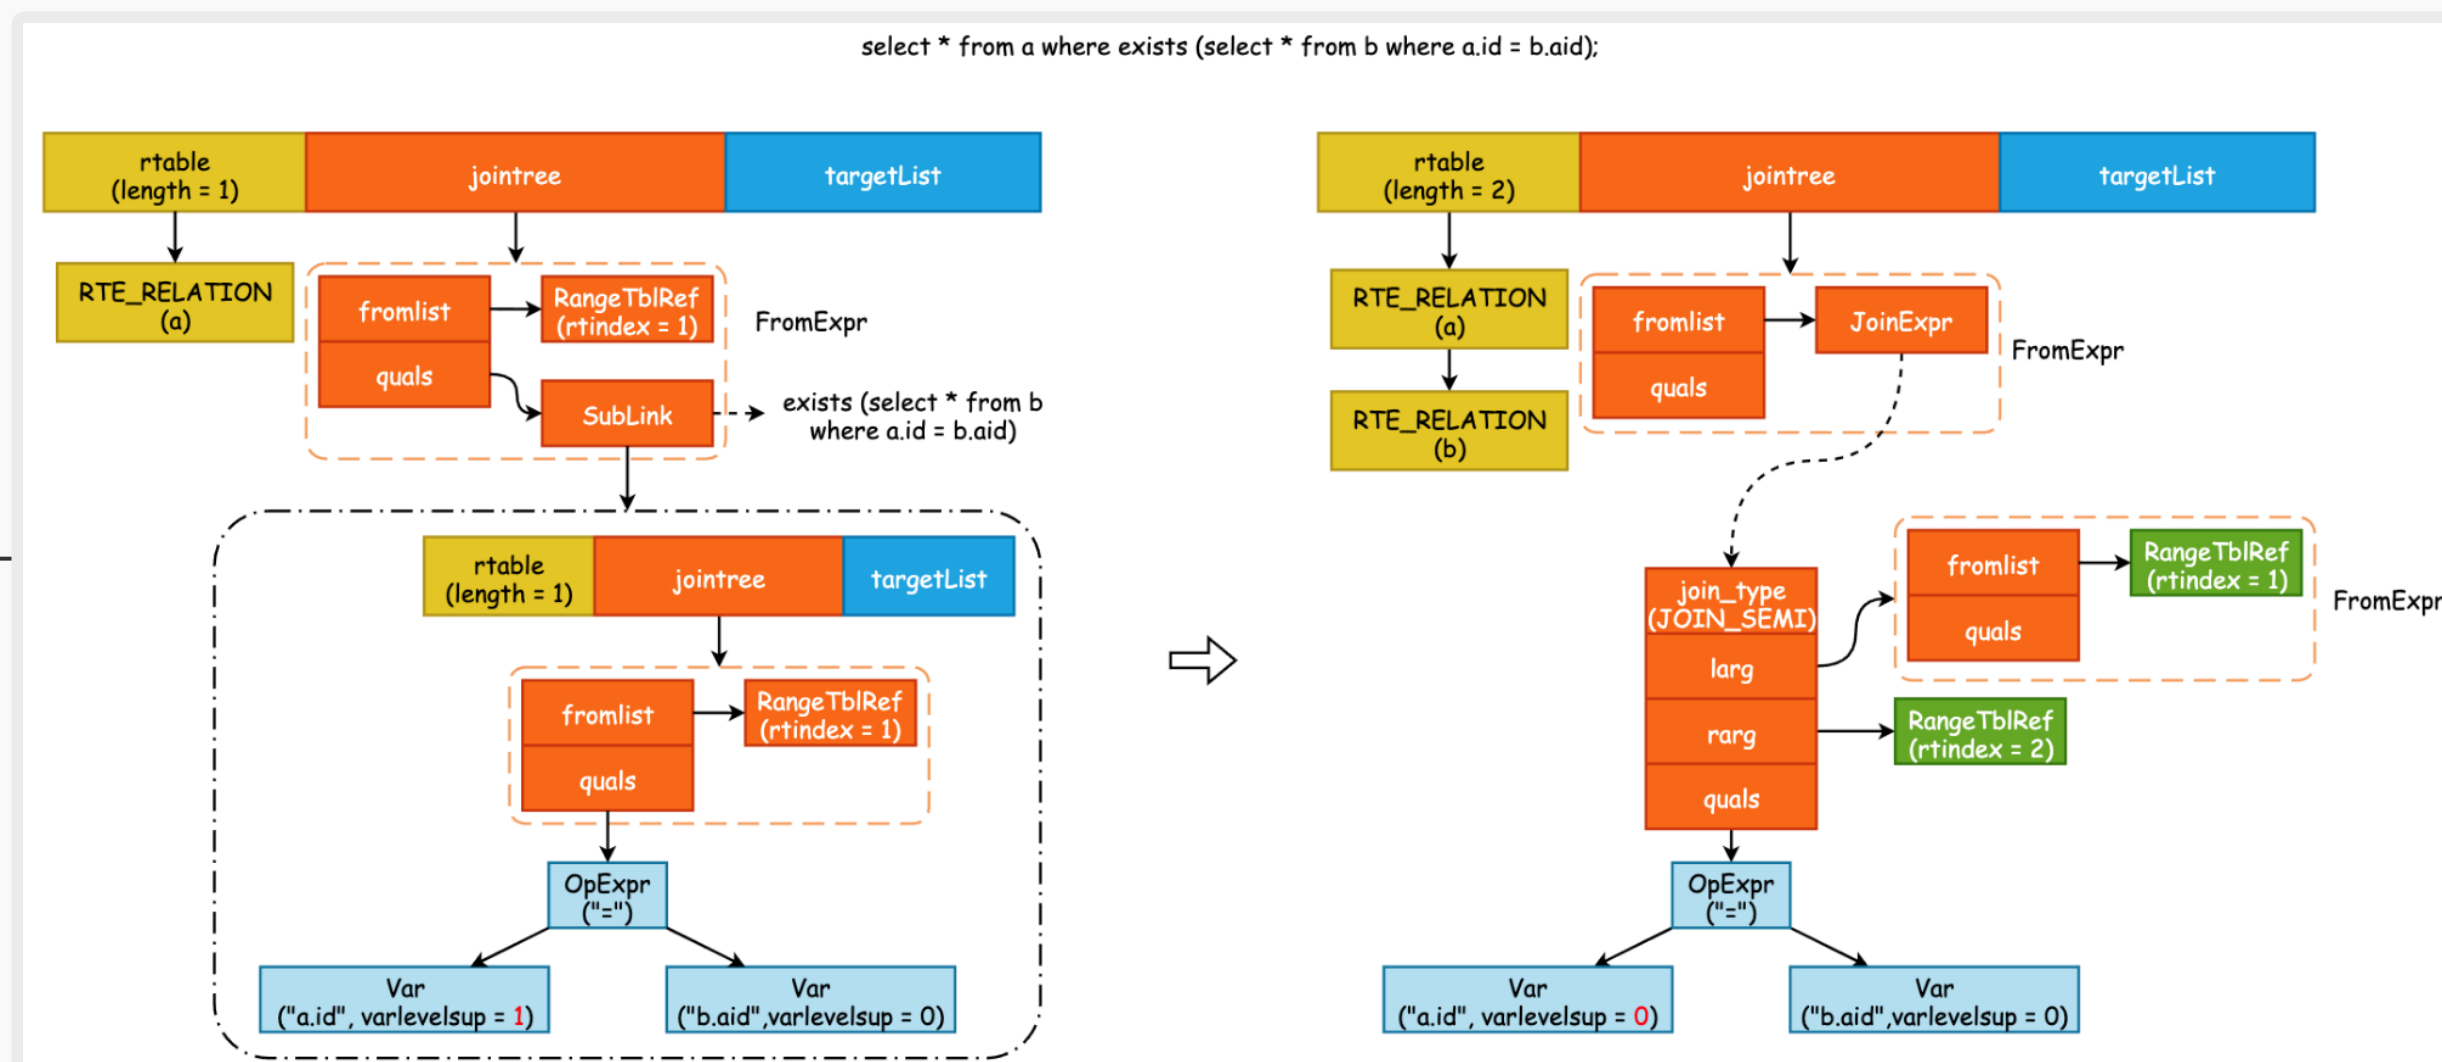 select * from a where exists (select * from b where a.id = b.aid);
rtable
(length = 1)
jointree
targetList
RTE_RELATION
(a)
fromlist
RangeTblRef
(rtindex = 1)
FromExpr
quals
SubLink
exists (select * from b
where a.id = b.aid)
rtable
(length = 1)
jointree
targetList
fromlist
RangeTblRef
(rtindex = 1)
quals
OpExpr
("=")
Var
("a.id", varlevelsup = 1)
Var
("b.aid",varlevelsup = 0)
rtable
(length = 2)
jointree
targetList
RTE_RELATION
(a)
RTE_RELATION
(b)
fromlist
JoinExpr
FromExpr
quals
join_type
(JOIN_SEMI)
larg
rarg
quals
fromlist
RangeTblRef
(rtindex = 1)
quals
FromExpr
RangeTblRef
(rtindex = 2)
OpExpr
("=")
Var
("a.id", varlevelsup = 0)
Var
("b.aid",varlevelsup = 0)